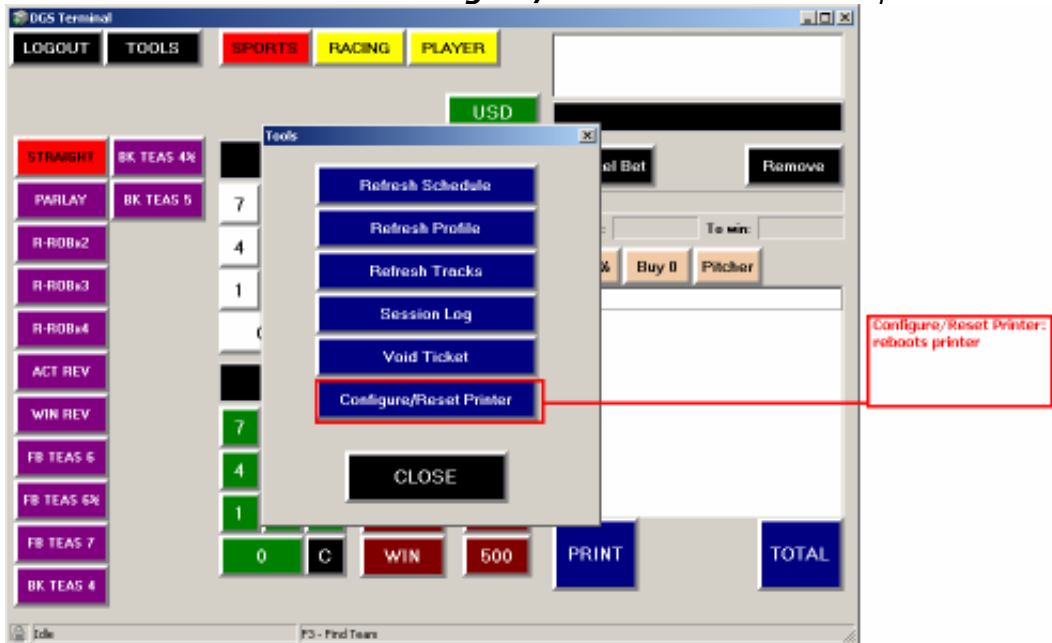 DGS Terminal
LOGOUT TOOLS SPORTS RACING PLAYER
USD
Tools
STRAIGHT BK TEAS 4½
el Bet Remove
Refresh Schedule
PARLAY BK TEAS 5 7
Refresh Profile
: To win:
R-ROBx2 4
Refresh Tracks
Buy 0 Pitcher
R-ROBx3 1
Session Log
R-ROBx4
Configure/Reset Printer:
reboots printer
Void Ticket
ACT REV
Configure/Reset Printer
WIN REV 7
FB TEAS 6 4
CLOSE
FB TEAS 6½ 1
FB TEAS 7 0 C WIN 500 PRINT TOTAL
BK TEAS 4
Idle F3 - Find Team